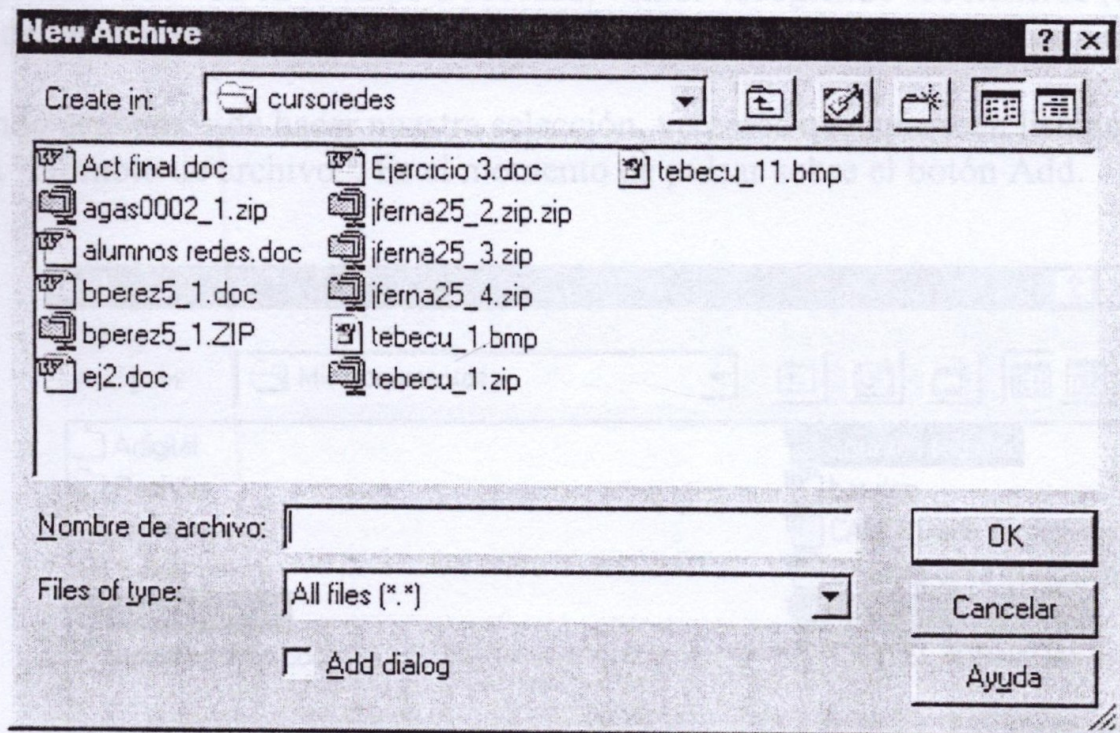 New Archive
Create in: cursoredes
Act final.doc
agas0002_1.zip
alumnos redes.doc
bperez5_1.doc
bperez5_1.ZIP
ej2.doc
Ejercicio 3.doc
jferna25_2.zip.zip
jferna25_3.zip
jferna25_4.zip
tebecu_1.bmp
tebecu_1.zip
tebecu_11.bmp
de hacer nuestra selección,
archivo
el botón Add.
Nombre de archivo:
OK
Files of type: All files (*.*)
Cancelar
Add dialog
Ayuda